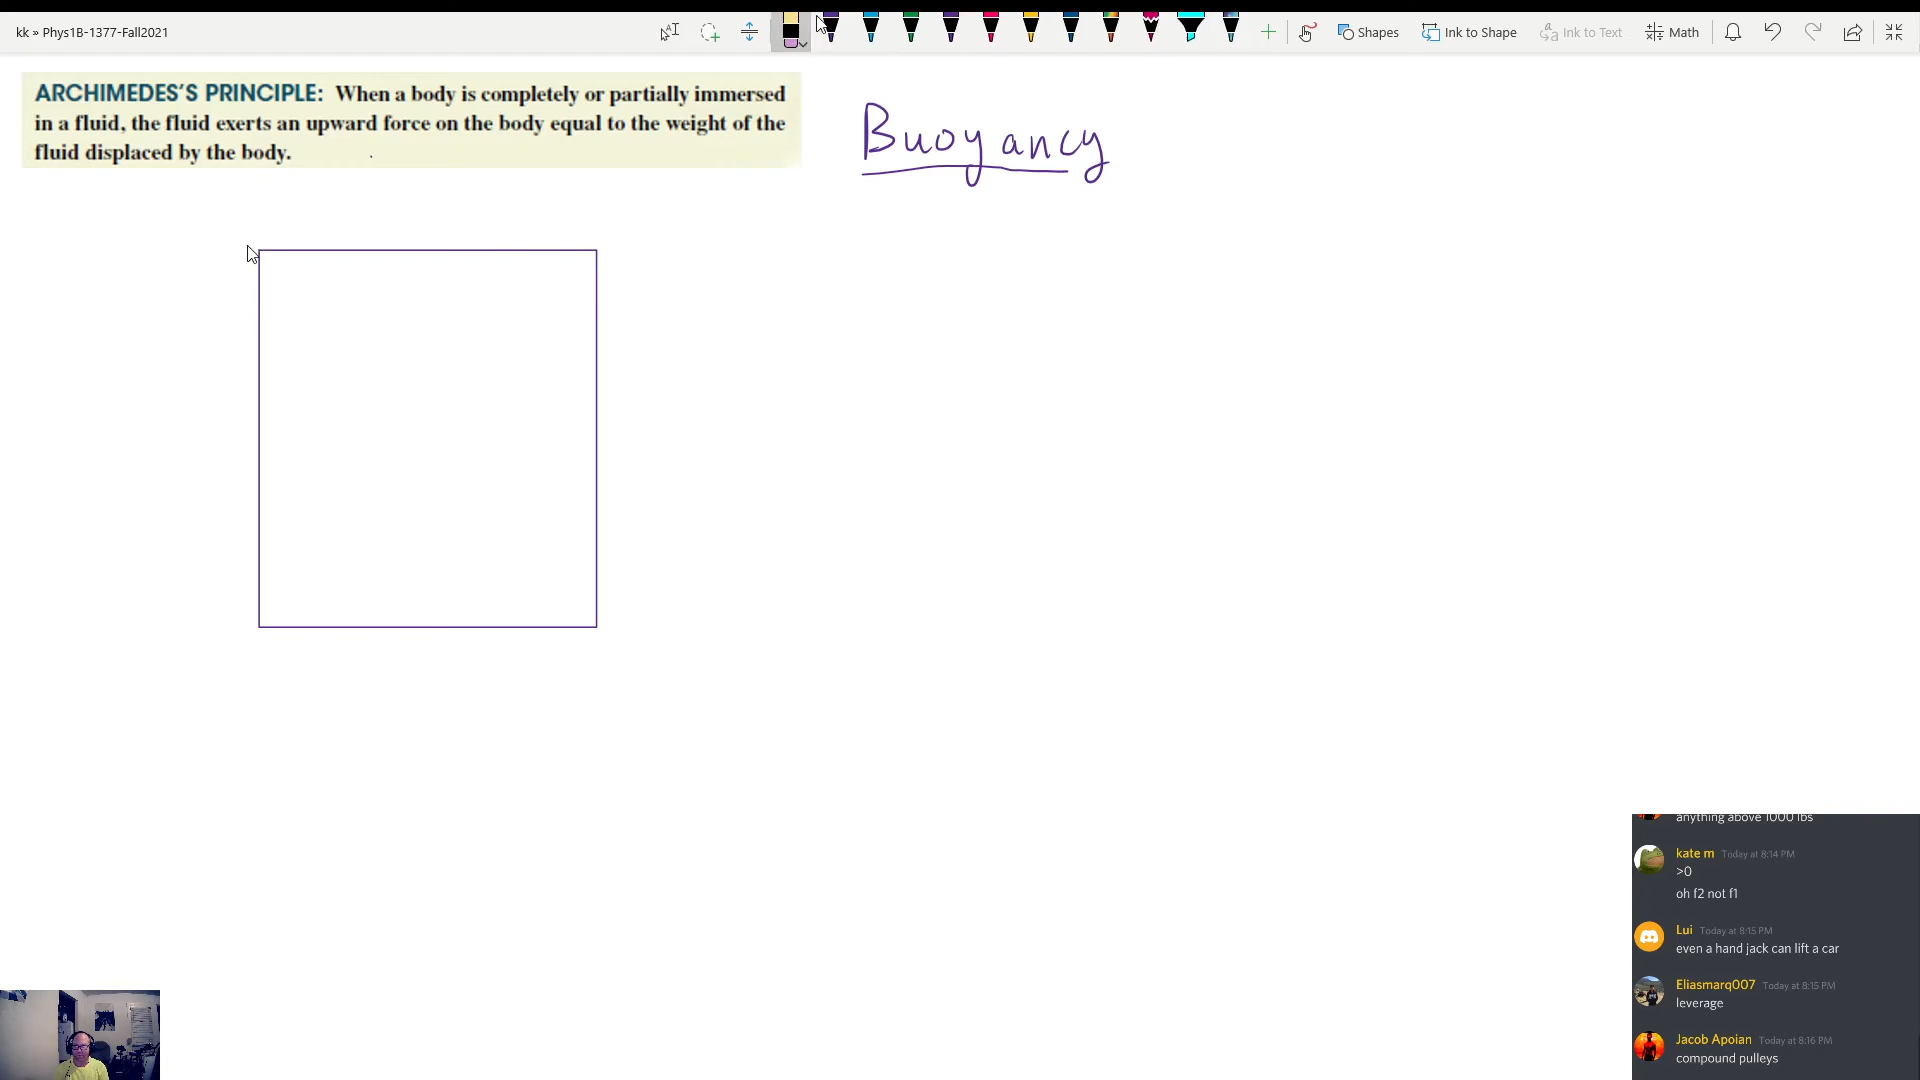 kk » Phys1B-1377-Fall2021
Shapes
Ink to Shape
Ink to Text
Math
ARCHIMEDES'S PRINCIPLE: When a body is completely or partially immersed
in a fluid, the fluid exerts an upward force on the body equal to the weight of the
fluid displaced by the body.
Buoyancy
anything above 1000 lbs
kate m Today at 8:14 PM
>0
oh f2 not f1
Lui Today at 8:15 PM
even a hand jack can lift a car
Eliasmarq007 Today at 8:15 PM
leverage
Jacob Apoian Today at 8:16 PM
compound pulleys